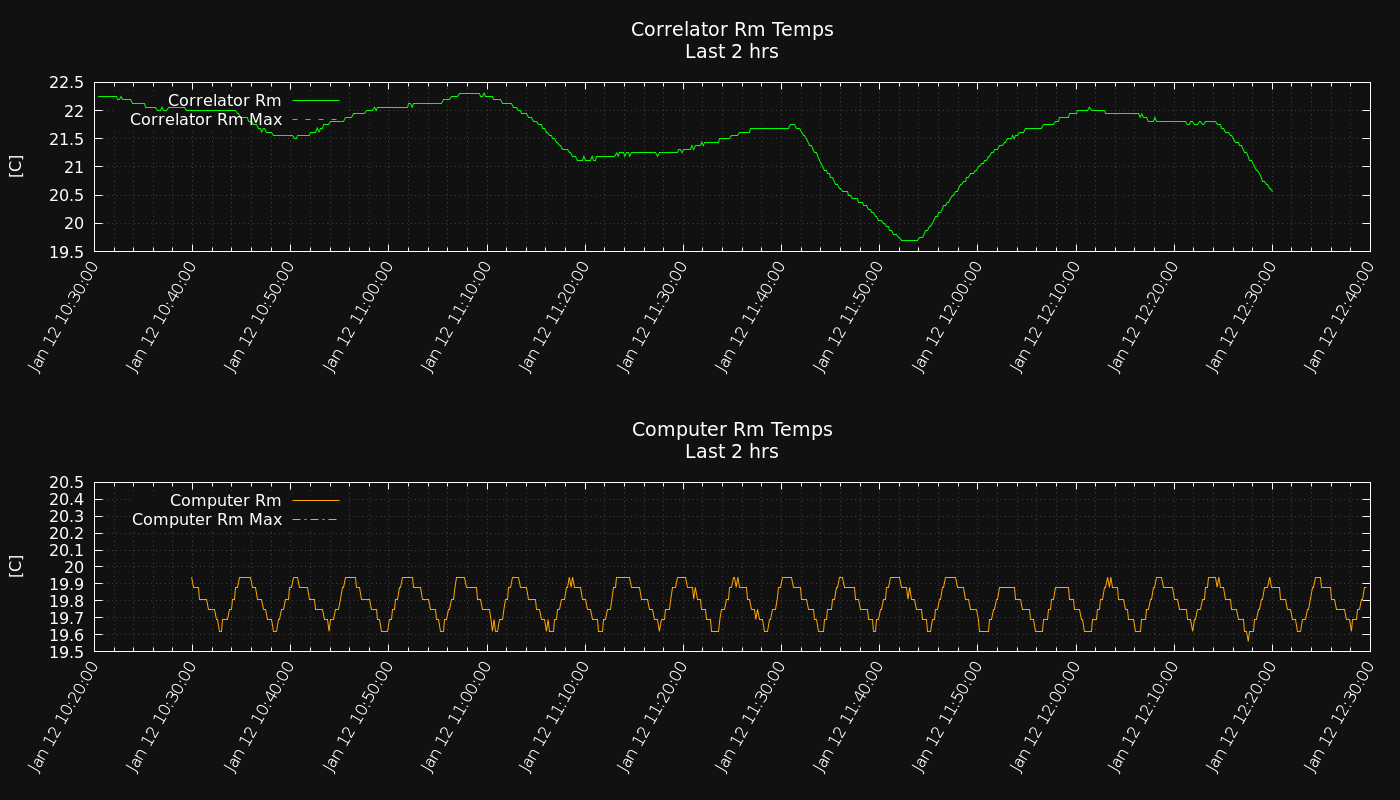 Correlator Rm Temps
Last 2 hrs
22.5
22
21.5
21
20.5
20
19.5
[C]
Correlator Rm
Correlator Rm Max
Jan 12 10:30:00
Jan 12 10:40:00
Jan 12 10:50:00
Jan 12 11:00:00
Jan 12 11:10:00
Jan 12 11:20:00
Jan 12 11:30:00
Jan 12 11:40:00
Jan 12 11:50:00
Jan 12 12:00:00
Jan 12 12:10:00
Jan 12 12:20:00
Jan 12 12:30:00
Jan 12 12:40:00
Computer Rm Temps
Last 2 hrs
20.5
20.4
20.3
20.2
20.1
20
19.9
19.8
19.7
19.6
19.5
[C]
Computer Rm
Computer Rm Max
Jan 12 10:20:00
Jan 12 10:30:00
Jan 12 10:40:00
Jan 12 10:50:00
Jan 12 11:00:00
Jan 12 11:10:00
Jan 12 11:20:00
Jan 12 11:30:00
Jan 12 11:40:00
Jan 12 11:50:00
Jan 12 12:00:00
Jan 12 12:10:00
Jan 12 12:20:00
Jan 12 12:30:00